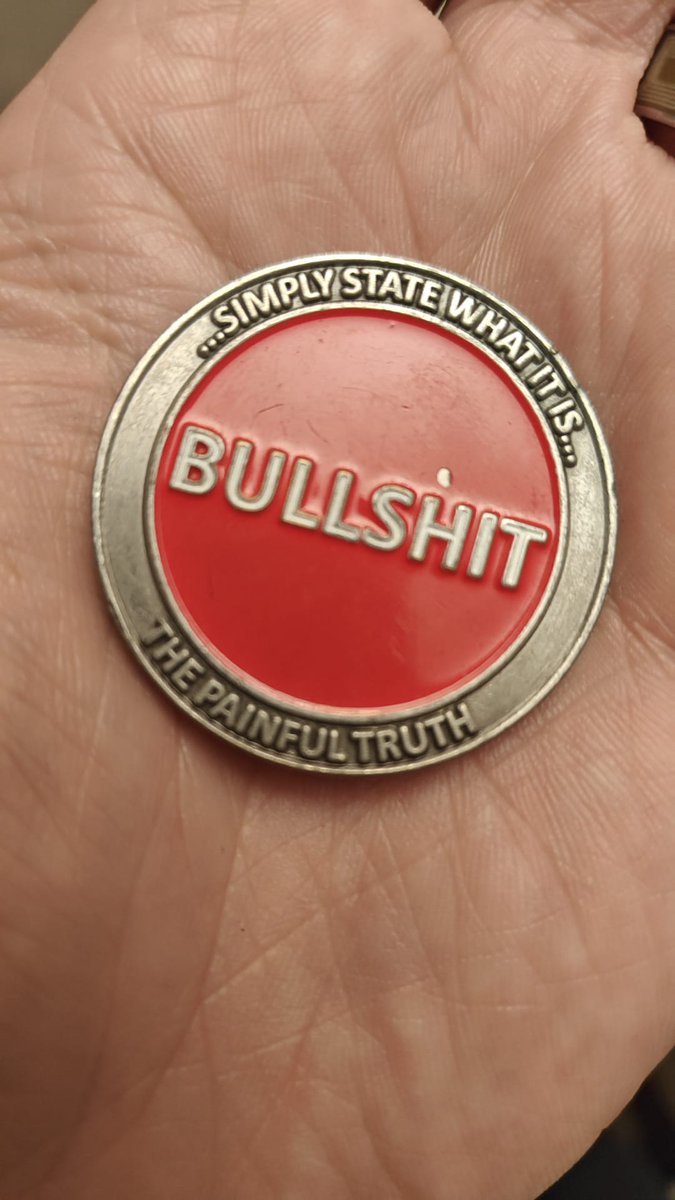 ...SIMPLY STATE WHAT IT IS...
BULLSHIT
THE PAINFUL TRUTH